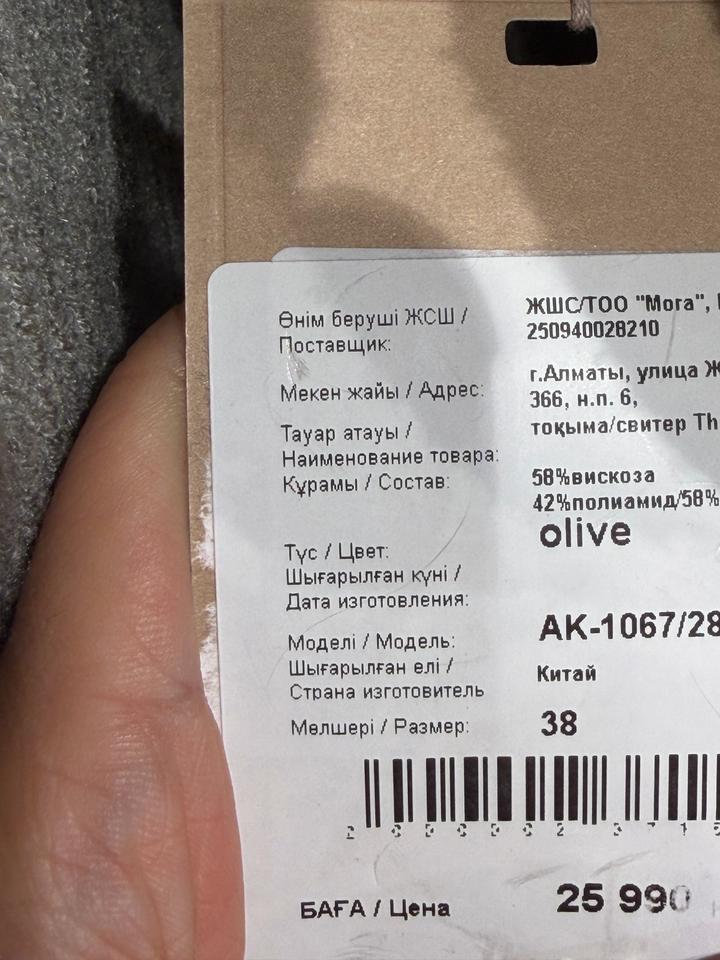 Өнім беруші ЖСШ /
Поставщик:
ЖШС/ТОО "Mora",
250940028210
Мекен жайы / Адрес:
г.Алматы, улица
366, н.п. 6,
Тауар атауы /
Наименование товара:
тоқыма/свитер Th
Құрамы / Состав:
58%вискоза
42%полиамид/58%
Түс / Цвет:
olive
Шығарылған күні /
Дата изготовления:
Моделі / Модель:
AK-1067/28
Шығарылған елі /
Страна изготовитель
Китай
Мөлшері / Размер:
38
БАҒА / Цена
25 990